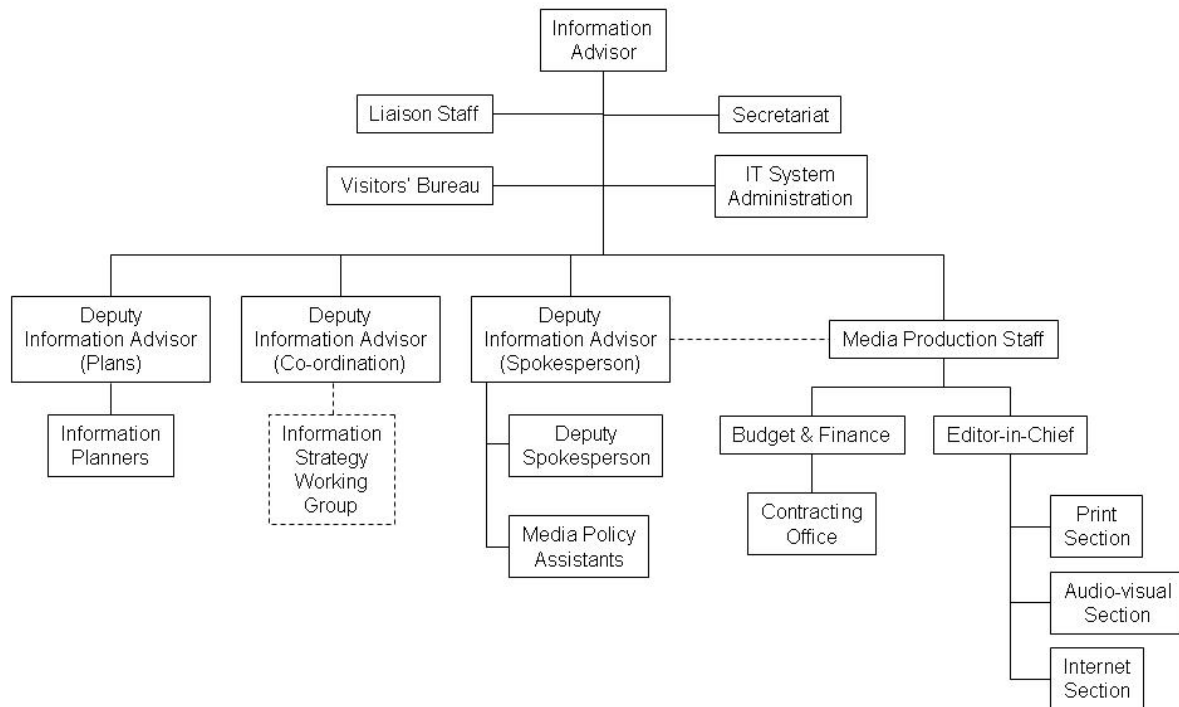 Information
Advisor
Liaison Staff
Secretariat
Visitors' Bureau
IT System
Administration
Deputy
Information Advisor
(Plans)
Deputy
Information Advisor
(Co-ordination)
Deputy
Information Advisor
(Spokesperson)
Media Production Staff
Information
Planners
Information
Strategy
Working
Group
Deputy
Spokesperson
Media Policy
Assistants
Budget & Finance
Editor-in-Chief
Contracting
Office
Print
Section
Audio-visual
Section
Internet
Section